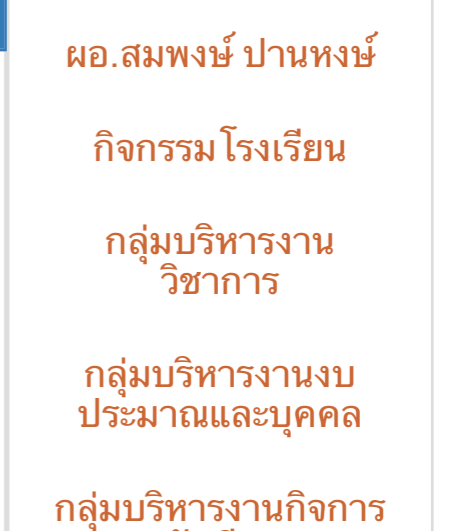 ผอ.สมพงษ์ ปานหงษ์
กิจกรรมโรงเรียน
กลุ่มบริหารงาน
วิชาการ
กลุ่มบริหารงานงบ
ประมาณและบุคคล
กลุ่มบริหารงานกิจการ